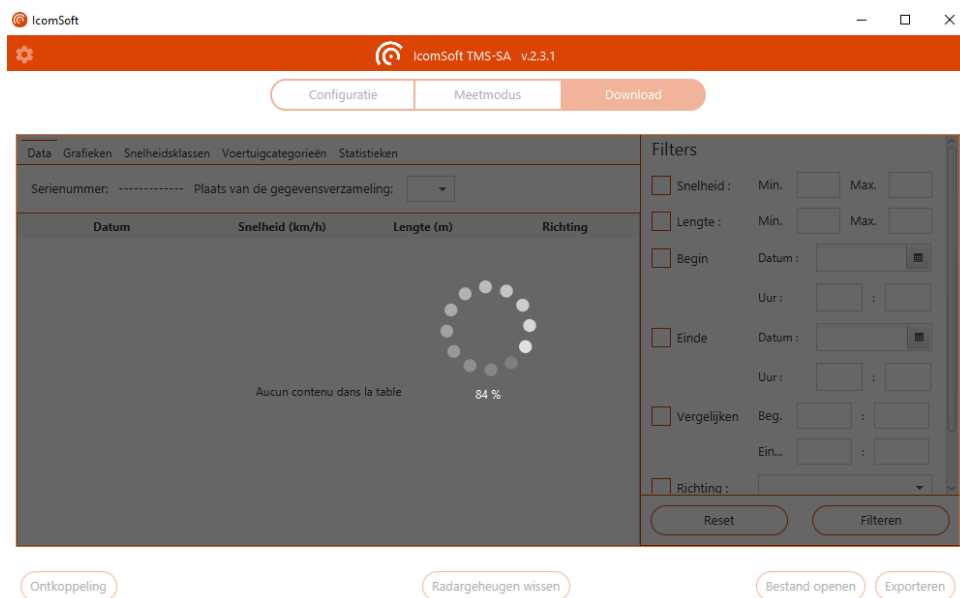 IcomSoft
IcomSoft TMS-SA v.2.3.1
Configuratie Meetmodus Download
Data Grafieken Snelheidsklassen Voertuigcategorieën Statistieken
Serienummer: ------------- Plaats van de gegevensverzameling:
Datum Snelheid (km/h) Lengte (m) Richting
Aucun contenu dans la table
84 %
Filters
Snelheid : Min. Max.
Lengte : Min. Max.
Begin Datum :
Uur : :
Einde Datum :
Uur : :
Vergelijken Beg. :
Ein... :
Richting :
Reset Filteren
Ontkoppeling Radargeheugen wissen Bestand openen Exporteren